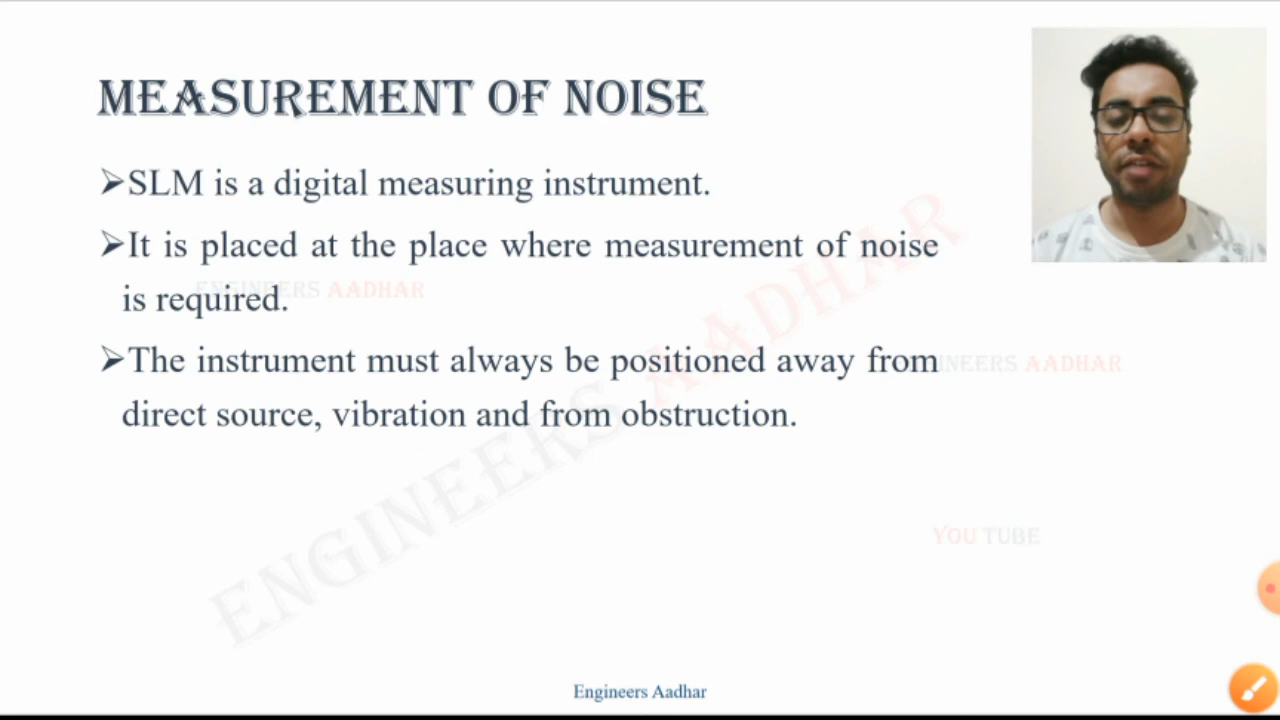 MEASUREMENT OF NOISE
➢SLM is a digital measuring instrument.
➢It is placed at the place where measurement of noise
is required.
ENGINEERS AADHAR
➢The instrument must always be positioned away from
ENGINEERS AADHAR
direct source, vibration and from obstruction.
ENGINEERS AADHAR
YOU TUBE
Engineers Aadhar